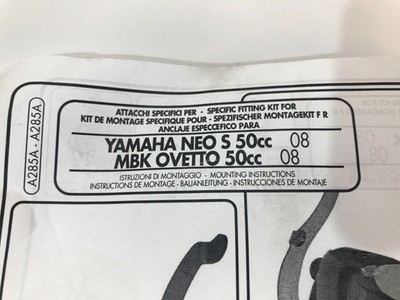 A285A - A285A
ATTACCHI SPECIFICI PER - SPECIFIC FITTING KIT FOR
KIT DE MONTAGE SPECIFIQUE POUR - SPEZIFISCHER MONTAGEKIT F R
ANCLAJE ESPECCEFICO PARA
YAMAHA NEO S 50cc 08
MBK OVETTO 50cc 08
ISTRUZIONI DI MONTAGGIO - MOUNTING INSTRUCTIONS
INSTRUCTIONS DE MONTAGE - BAUANLEITUNG - INSTRUCCIONES DE MONTAJE